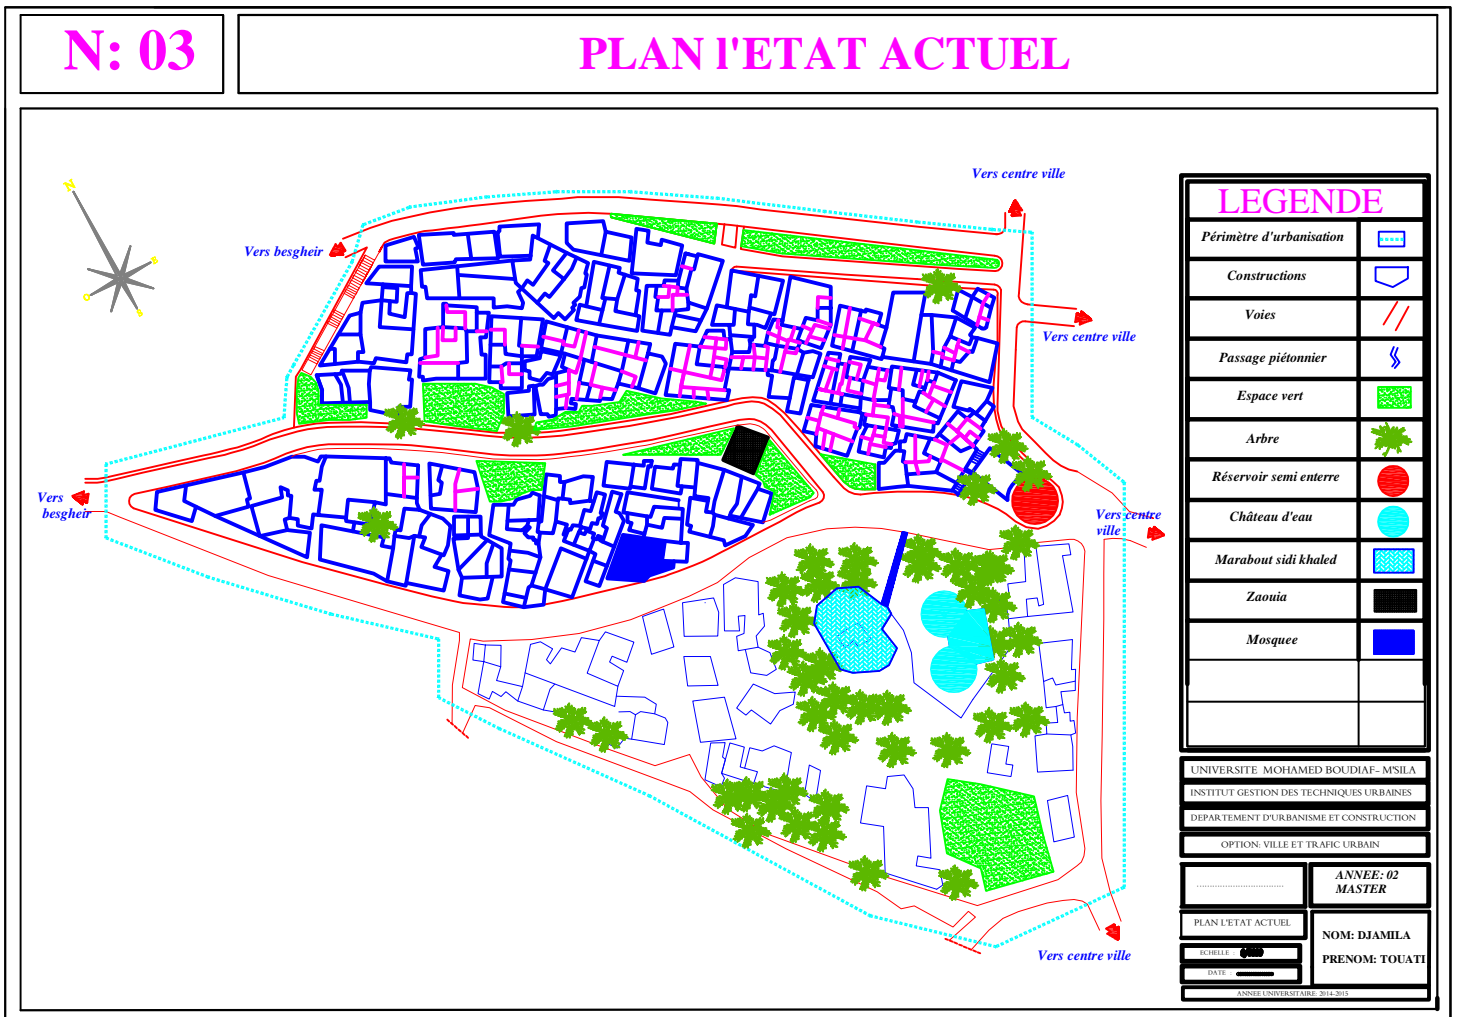 N: 03
PLAN l'ETAT ACTUEL
Vers centre ville
Vers besgheir
Vers centre ville
Vers
besgheir
Vers centre
ville
Vers centre ville
LEGENDE
Périmètre d'urbanisation
Constructions
Voies
Passage piétonnier
Espace vert
Arbre
Réservoir semi enterre
Château d'eau
Marabout sidi khaled
Zaouia
Mosquee
UNIVERSITE MOHAMED BOUDIAF- M'SILA
INSTITUT GESTION DES TECHNIQUES URBAINES
DEPARTEMENT D'URBANISME ET CONSTRUCTION
OPTION: VILLE ET TRAFIC URBAIN
ANNEE: 02
MASTER
PLAN L'ETAT ACTUEL
NOM: DJAMILA
PRENOM: TOUATI
ECHELLE :
DATE :
ANNEE UNIVERSITAIRE: 2014-2015